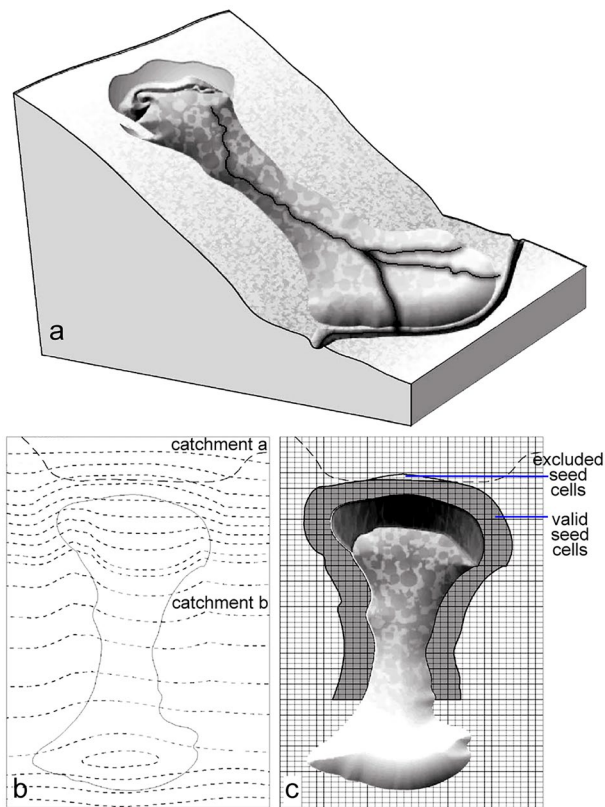 a
catchment a
catchment b
b
excluded
seed
cells
valid
seed
cells
c